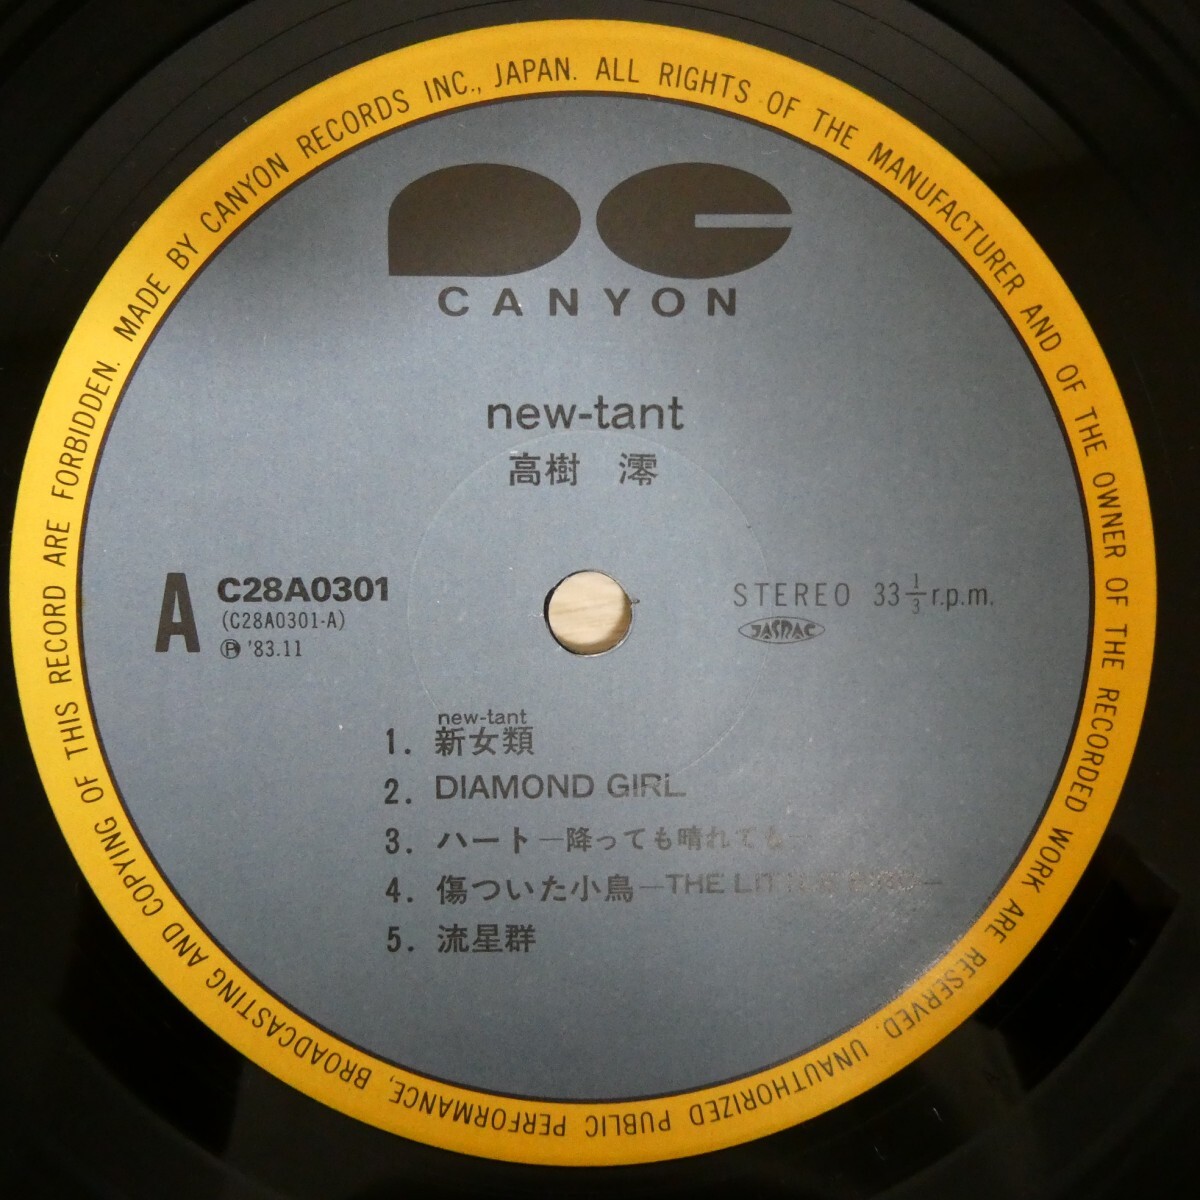 MADE BY CANYON RECORDS INC., JAPAN. ALL RIGHTS OF THE MANUFACTURER AND OF THE OWNER OF THE RECORDED WORK ARE RESERVED. UNAUTHORIZED PUBLIC PERFORMANCE, BROADCASTING AND COPYING OF THIS RECORD ARE FORBIDDEN.
CANYON
new-tant
高樹 澪
A
C28A0301
(C28A0301-A)
Ⓟ '83.11
STEREO 33 1/3 r.p.m.
JASRAC
new-tant
1. 新女類
2. DIAMOND GIRL
3. ハート—降っても晴れても—
4. 傷ついた小鳥—THE LITTLE BIRD—
5. 流星群